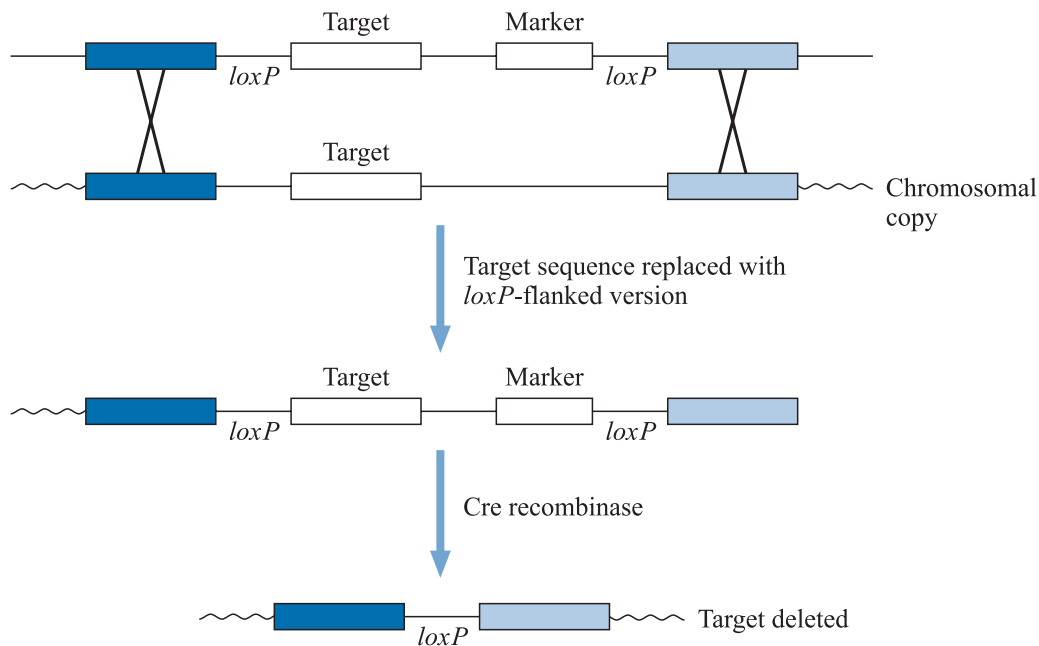 Target Marker
loxP loxP
Target
Chromosomal
copy
Target sequence replaced with
loxP-flanked version
Target Marker
loxP loxP
Cre recombinase
loxP
Target deleted